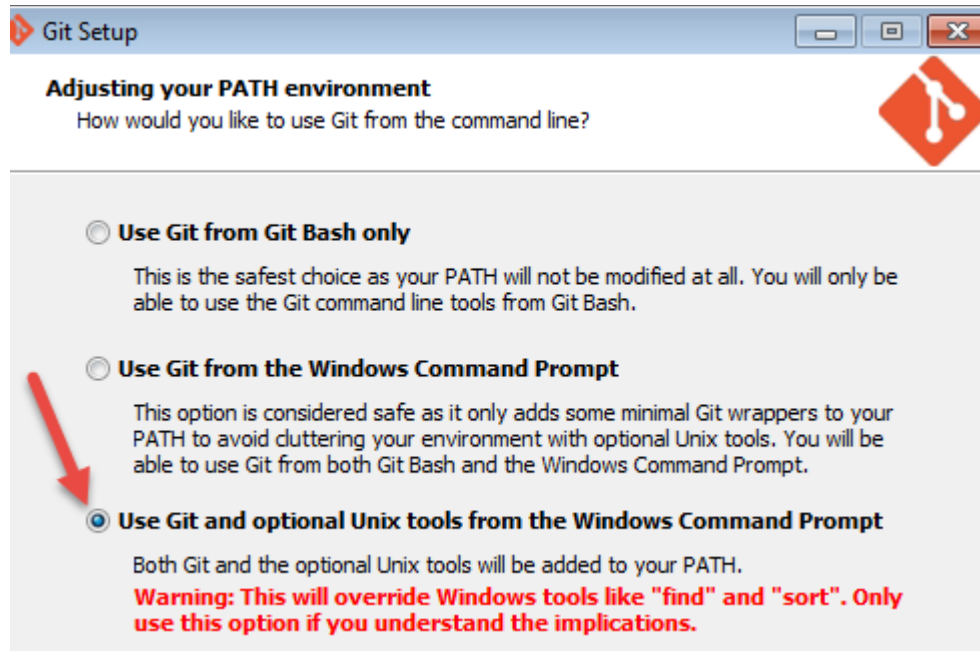 Git Setup
Adjusting your PATH environment
How would you like to use Git from the command line?
Use Git from Git Bash only
This is the safest choice as your PATH will not be modified at all. You will only be
able to use the Git command line tools from Git Bash.
Use Git from the Windows Command Prompt
This option is considered safe as it only adds some minimal Git wrappers to your
PATH to avoid cluttering your environment with optional Unix tools. You will be
able to use Git from both Git Bash and the Windows Command Prompt.
Use Git and optional Unix tools from the Windows Command Prompt
Both Git and the optional Unix tools will be added to your PATH.
Warning: This will override Windows tools like "find" and "sort". Only
use this option if you understand the implications.